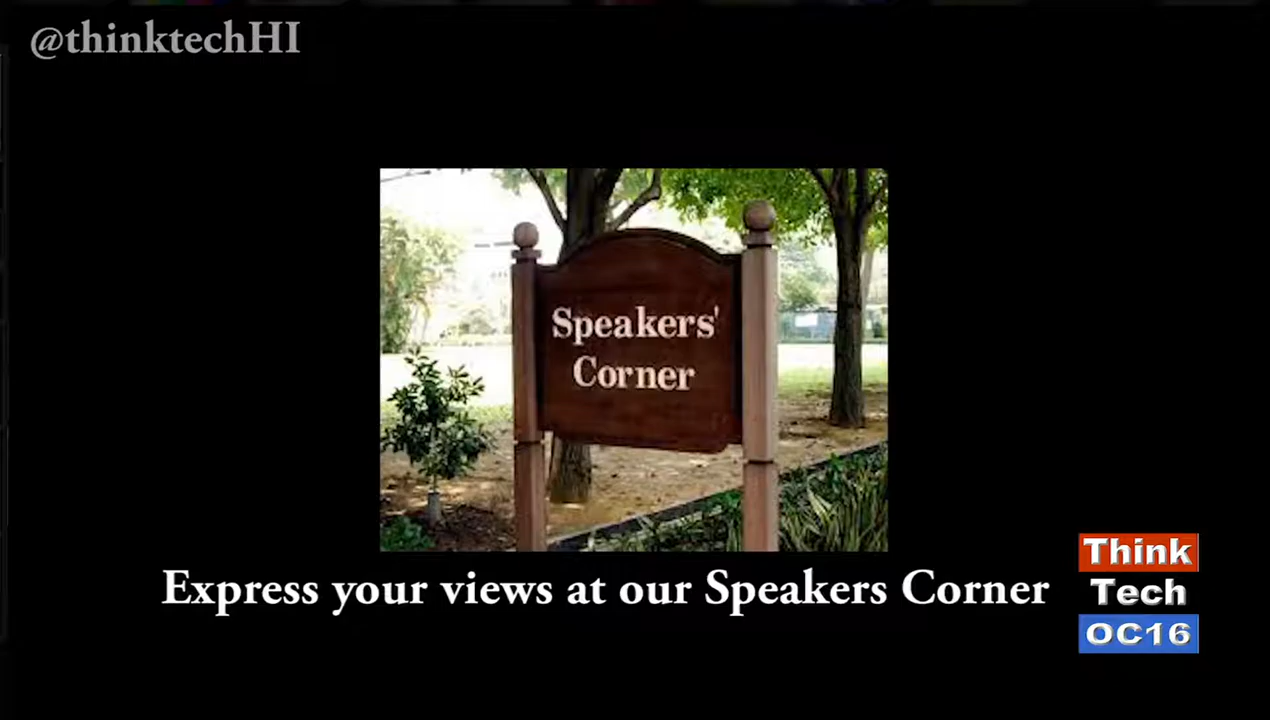 @thinktechHI
Speakers'
Corner
Express your views at our Speakers Corner
Think
Tech
OC16